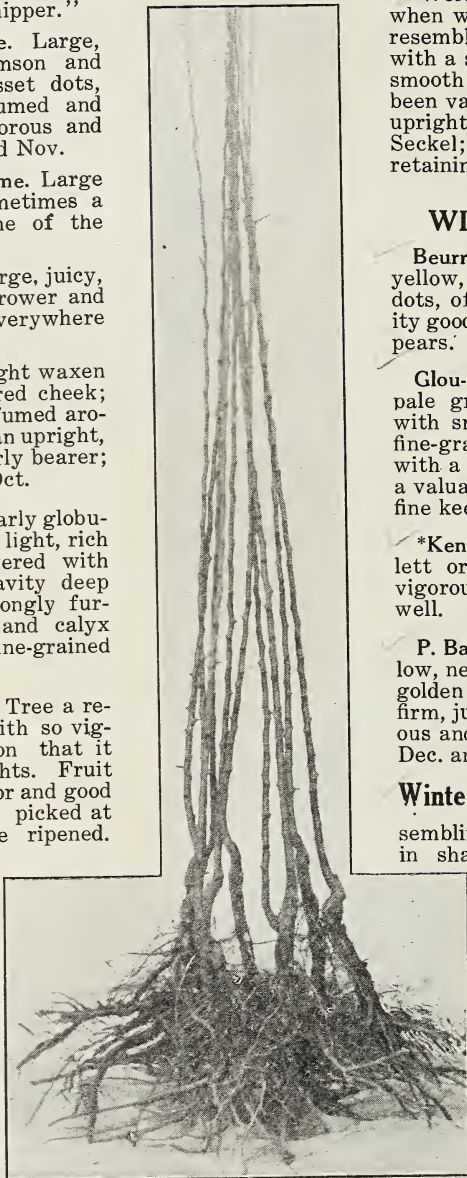 hipper."
e. Large,
mson and
sset dots,
umed and
orous and
d Nov.
me. Large
metimes a
ne of the
rge, juicy,
rower and
verywhere
ght waxen
red cheek;
fumed aro-
an upright,
rly bearer;
Oct.
arly globu-
light, rich
ered with
avity deep
ongly fur-
and calyx
ne-grained
Tree a re-
ith so vig-
on that it
hts. Fruit
or and good
picked at
e ripened.
when w
resembl
with a s
smooth
been va
upright
Seckel;
retainin
WI
Beurr
yellow,
dots, of
ity good
pears.
Glou-
pale gr
with sm
fine-gra
with a
a valua
fine kee
*Ken
lett or
vigorou
well.
P. Ba
low, ne
golden
firm, ju
ous and
Dec. an
Winte
sembli
in sha